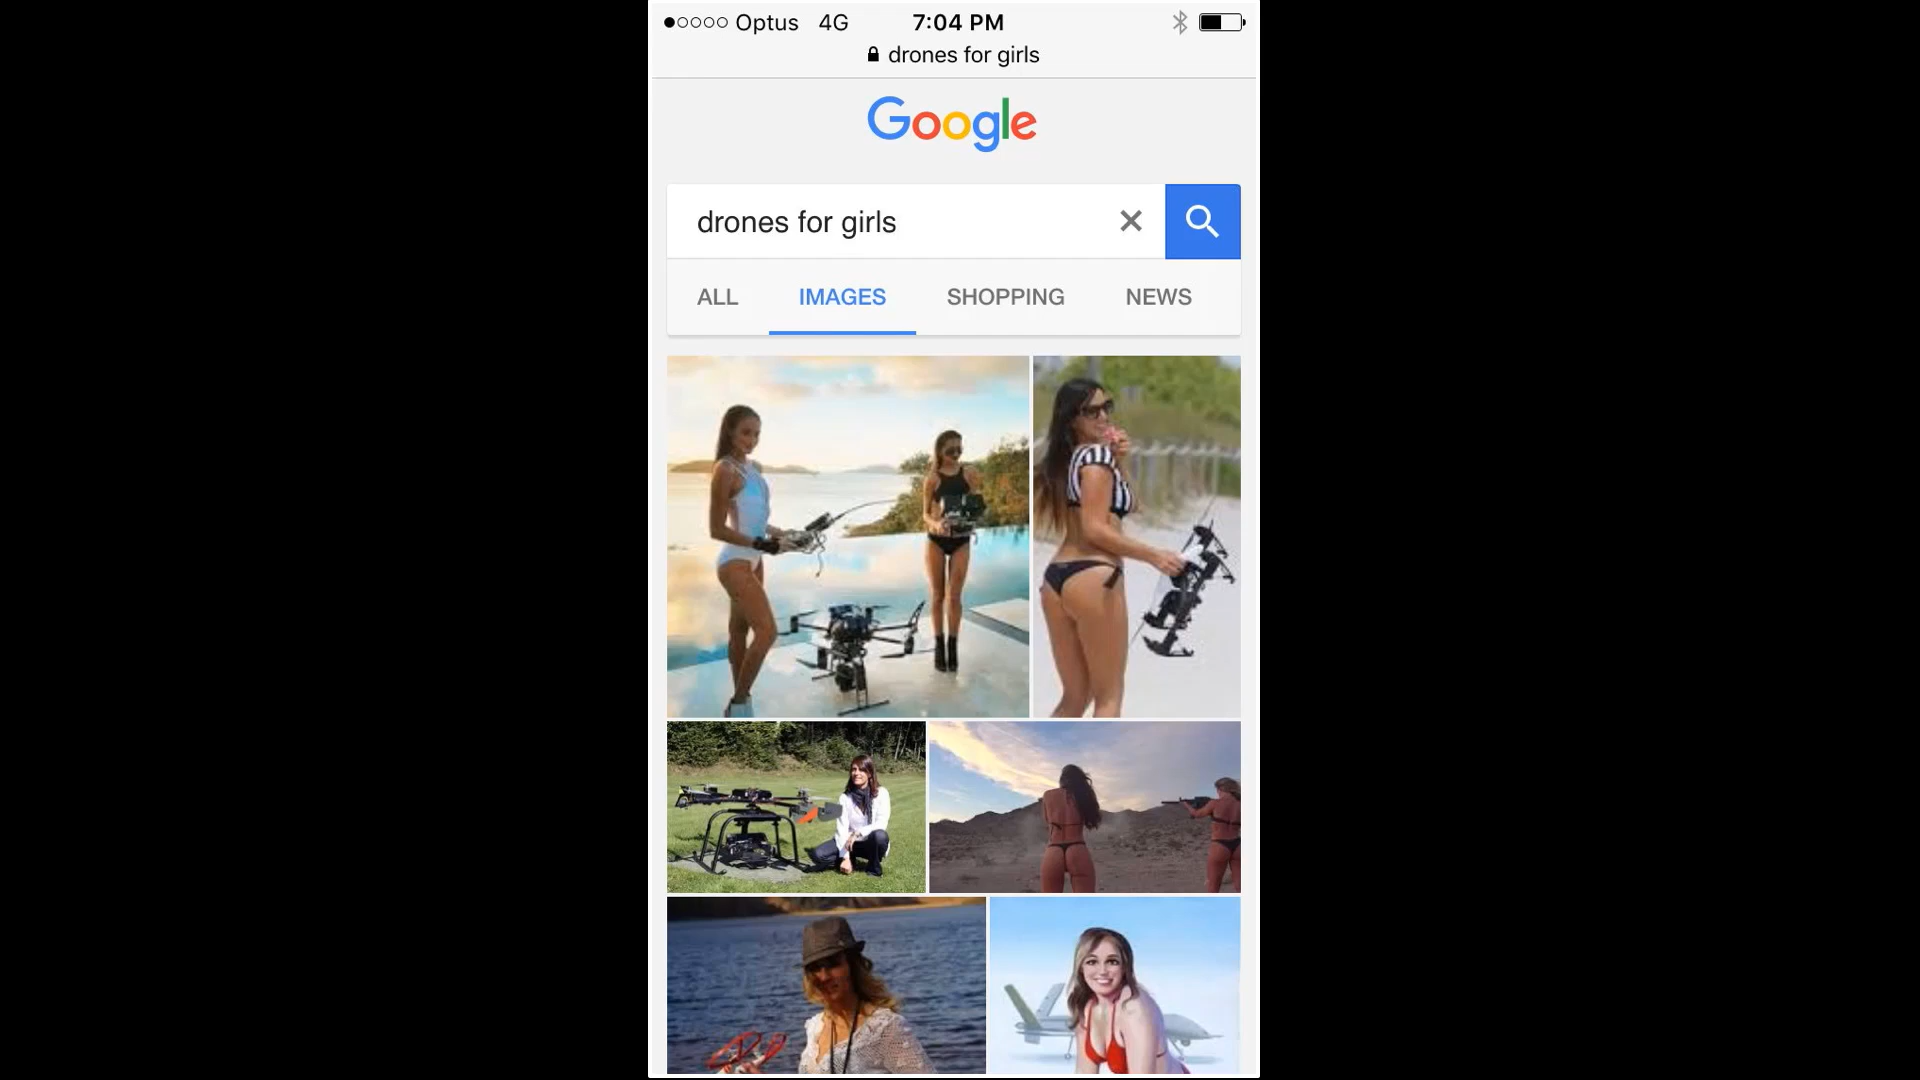 Optus 4G 7:04 PM
drones for girls
Google
drones for girls
ALL IMAGES SHOPPING NEWS